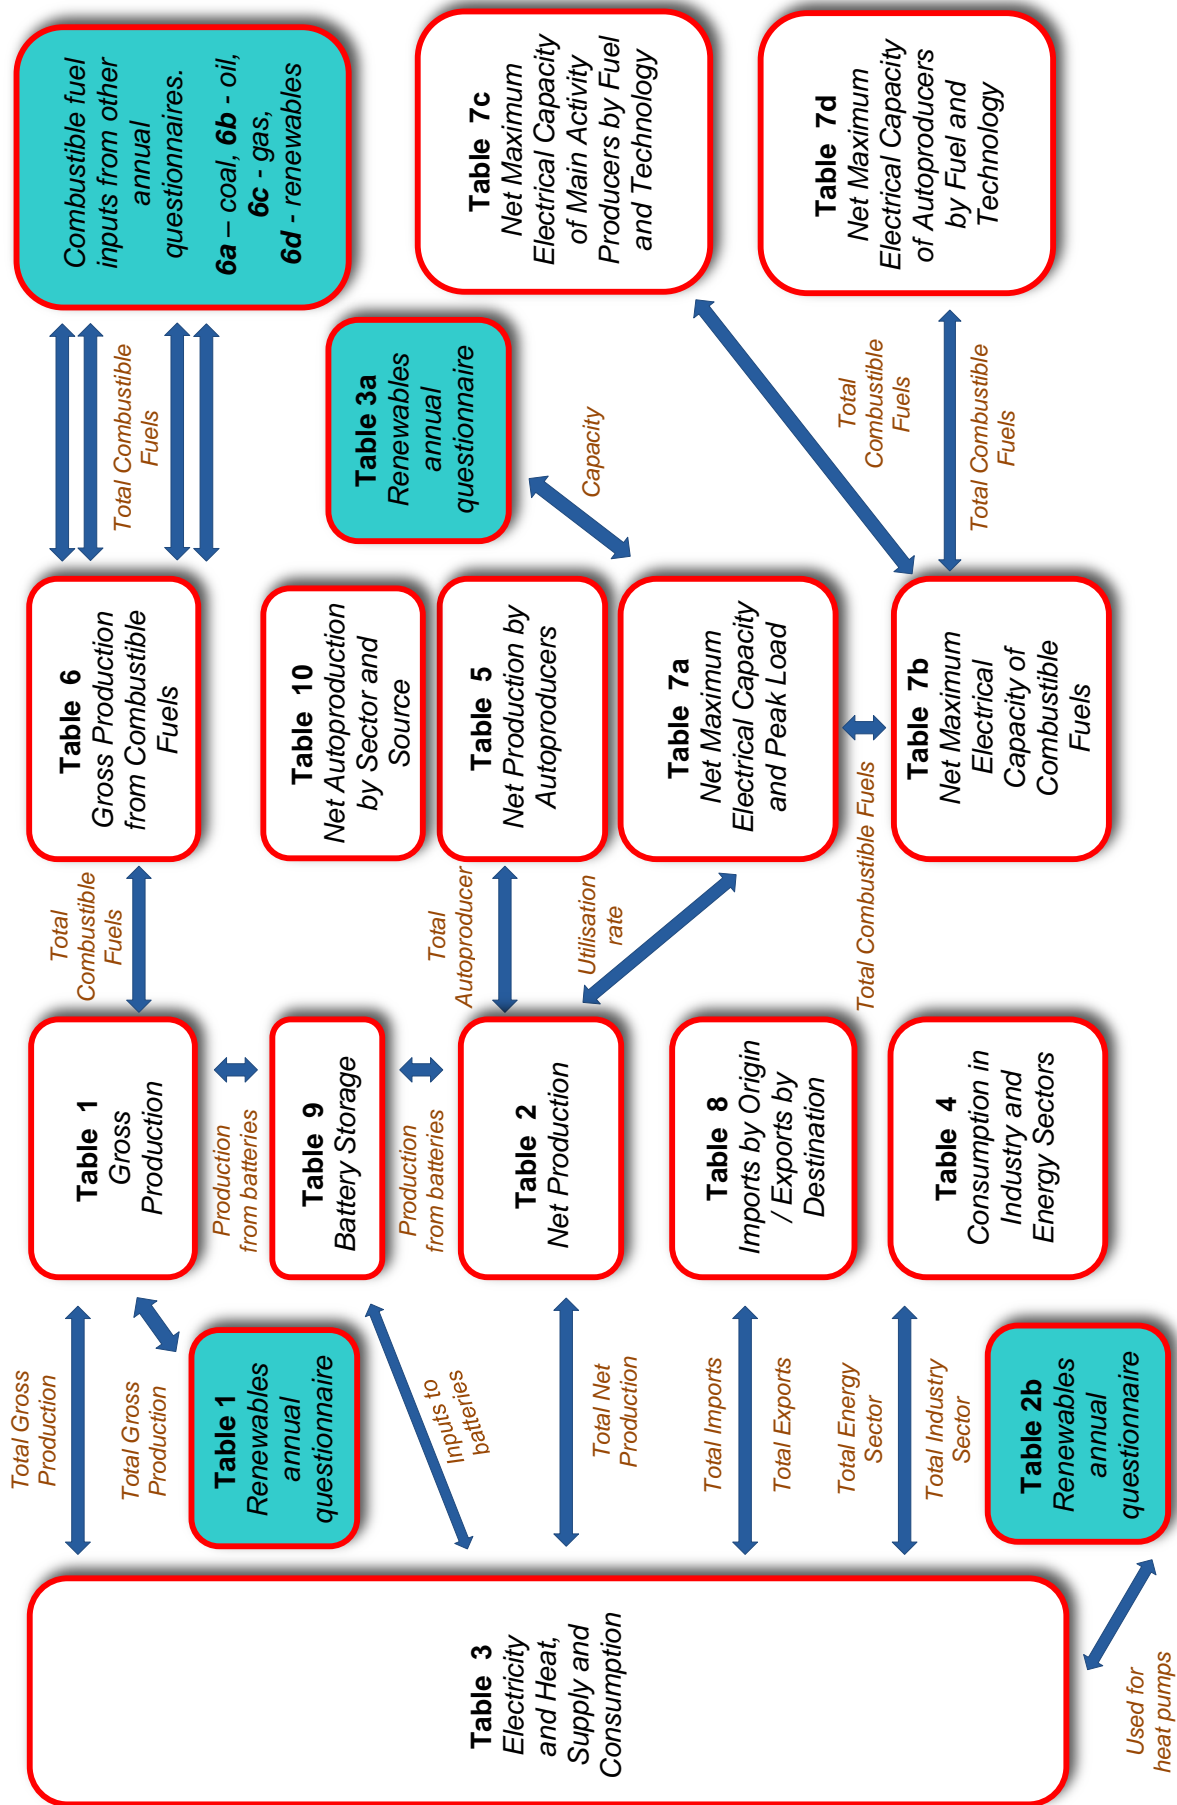 Table 3
Electricity
and Heat,
Supply and
Consumption
Total Gross
Production
Total Gross
Production
Table 1
Renewables
annual
questionnaire
Inputs to
batteries
Total Net
Production
Total Imports
Total Exports
Total Energy
Sector
Total Industry
Sector
Table 2b
Renewables
annual
questionnaire
Used for
heat pumps
Table 1
Gross
Production
Production
from batteries
Table 9
Battery Storage
Production
from batteries
Table 2
Net Production
Table 8
Imports by Origin
/ Exports by
Destination
Table 4
Consumption in
Industry and
Energy Sectors
Total
Combustible
Fuels
Total
Autoproducer
Utilisation
rate
Total Combustible Fuels
Table 6
Gross Production
from Combustible
Fuels
Table 10
Net Autoproduction
by Sector and
Source
Table 5
Net Production by
Autoproducers
Table 7a
Net Maximum
Electrical Capacity
and Peak Load
Table 7b
Net Maximum
Electrical
Capacity of
Combustible
Fuels
Total Combustible
Fuels
Table 3a
Renewables
annual
questionnaire
Capacity
Total
Combustible
Fuels
Total Combustible
Fuels
Combustible fuel
inputs from other
annual
questionnaires.
6a – coal, 6b - oil,
6c - gas,
6d - renewables
Table 7c
Net Maximum
Electrical Capacity
of Main Activity
Producers by Fuel
and Technology
Table 7d
Net Maximum
Electrical Capacity
of Autoproducers
by Fuel and
Technology